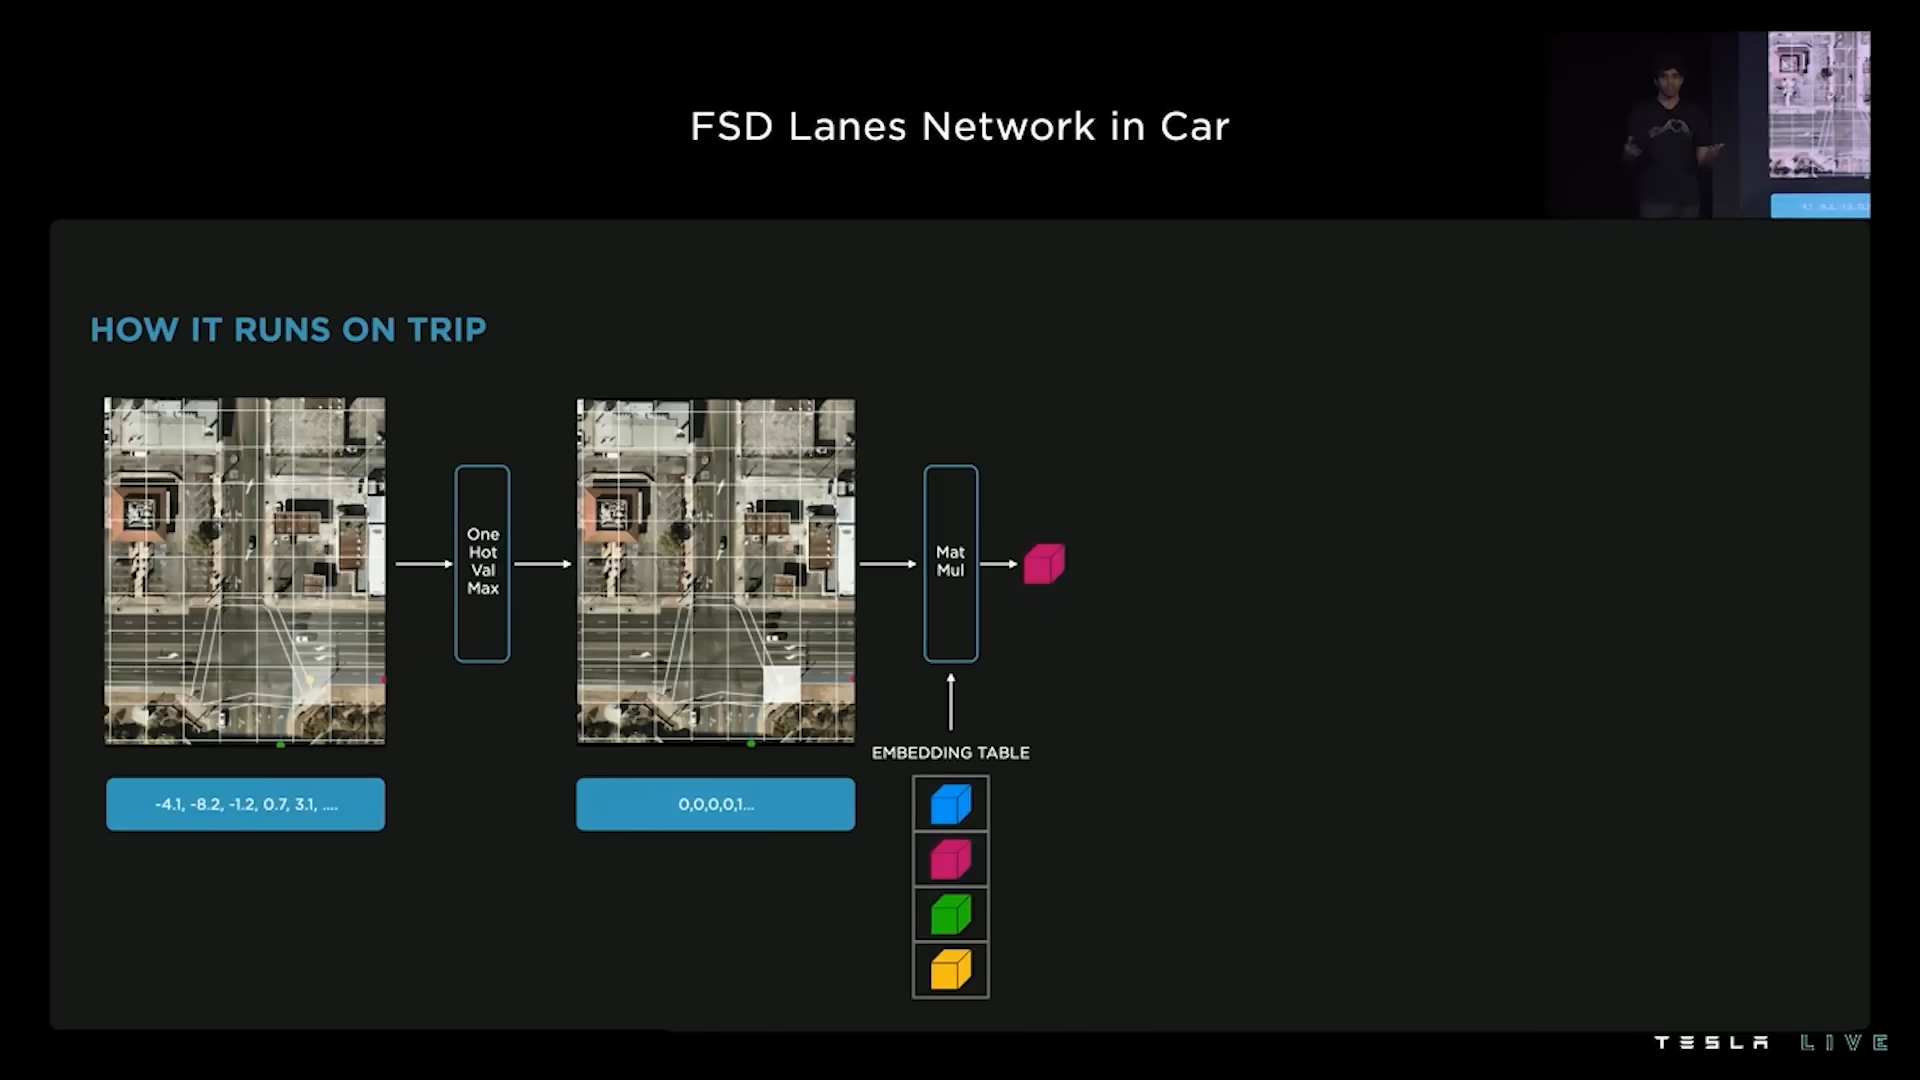 FSD Lanes Network in Car
HOW IT RUNS ON TRIP
One
Hot
Val
Max
Mat
Mul
EMBEDDING TABLE
-4.1, -8.2, -1.2, 0.7, 3.1, ....
0,0,0,0,1...
TESLA LIVE